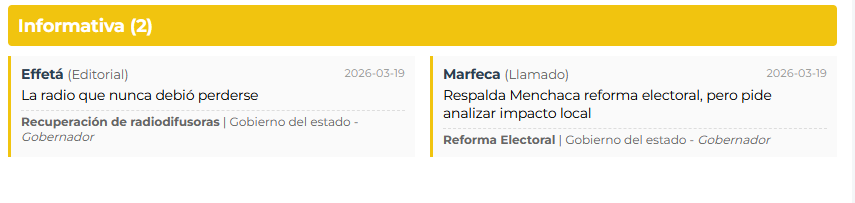 Informativa (2)
Effetá (Editorial) 2026-03-19
La radio que nunca debió perderse
Recuperación de radiodifusoras | Gobierno del estado -
Gobernador
Marfeca (Llamado) 2026-03-19
Respalda Menchaca reforma electoral, pero pide
analizar impacto local
Reforma Electoral | Gobierno del estado - Gobernador